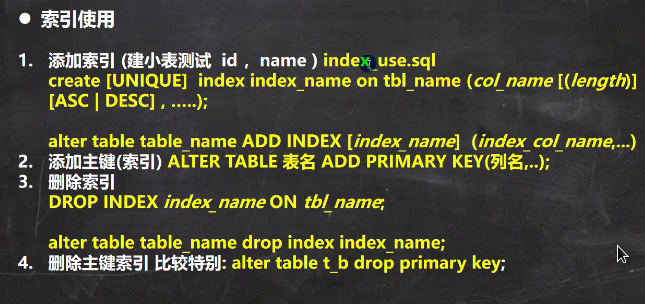 ● 索引使用
1. 添加索引 (建小表测试 id , name ) index_use.sql
create [UNIQUE] index index_name on tbl_name (col_name [(length)]
[ASC | DESC] , …..);
alter table table_name ADD INDEX [index_name] (index_col_name,...)
2. 添加主键(索引) ALTER TABLE 表名 ADD PRIMARY KEY(列名,..);
3. 删除索引
DROP INDEX index_name ON tbl_name;
alter table table_name drop index index_name;
4. 删除主键索引 比较特别: alter table t_b drop primary key;